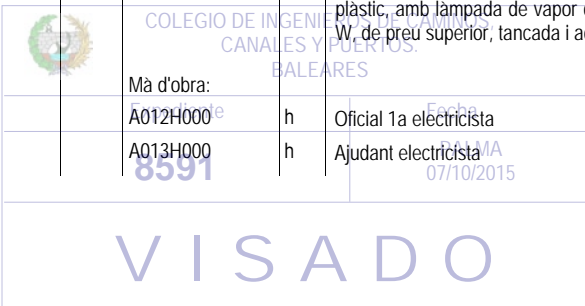 plàstic, amb làmpada de vapor
COLEGIO DE INGENIEROS DE CAMINOS,
W, de preu superior, tancada i
CANALES Y PUERTOS.
BALEARES
Mà d'obra:
Expediente Fecha
A012H000 h Oficial 1a electricista
A013H000 h Ajudant electricista
PALMA
8591 07/10/2015
VISADO